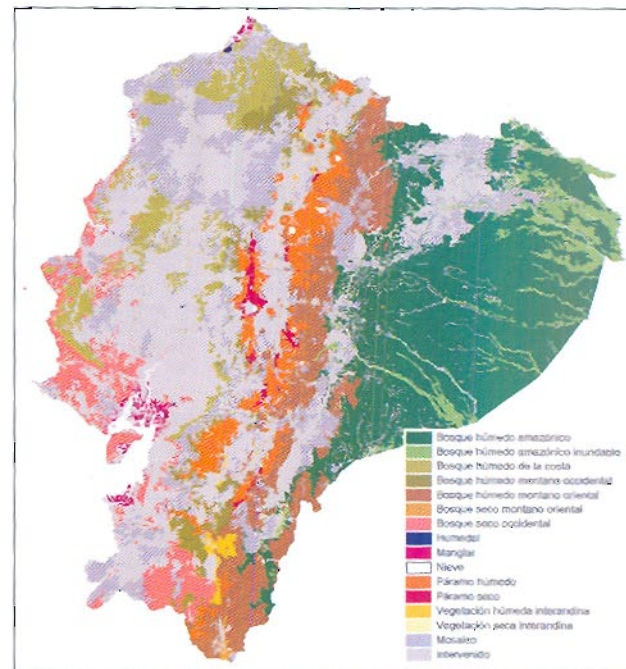 Bosque húmedo amazónico
Bosque húmedo amazónico inundable
Bosque húmedo de la costa
Bosque húmedo montano occidental
Bosque húmedo montano oriental
Bosque seco montano oriental
Bosque seco occidental
Humedal
Manglar
Nieve
Páramo húmedo
Páramo seco
Vegetación húmeda interandina
Vegetación seca interandina
Mosaico
Intervenido